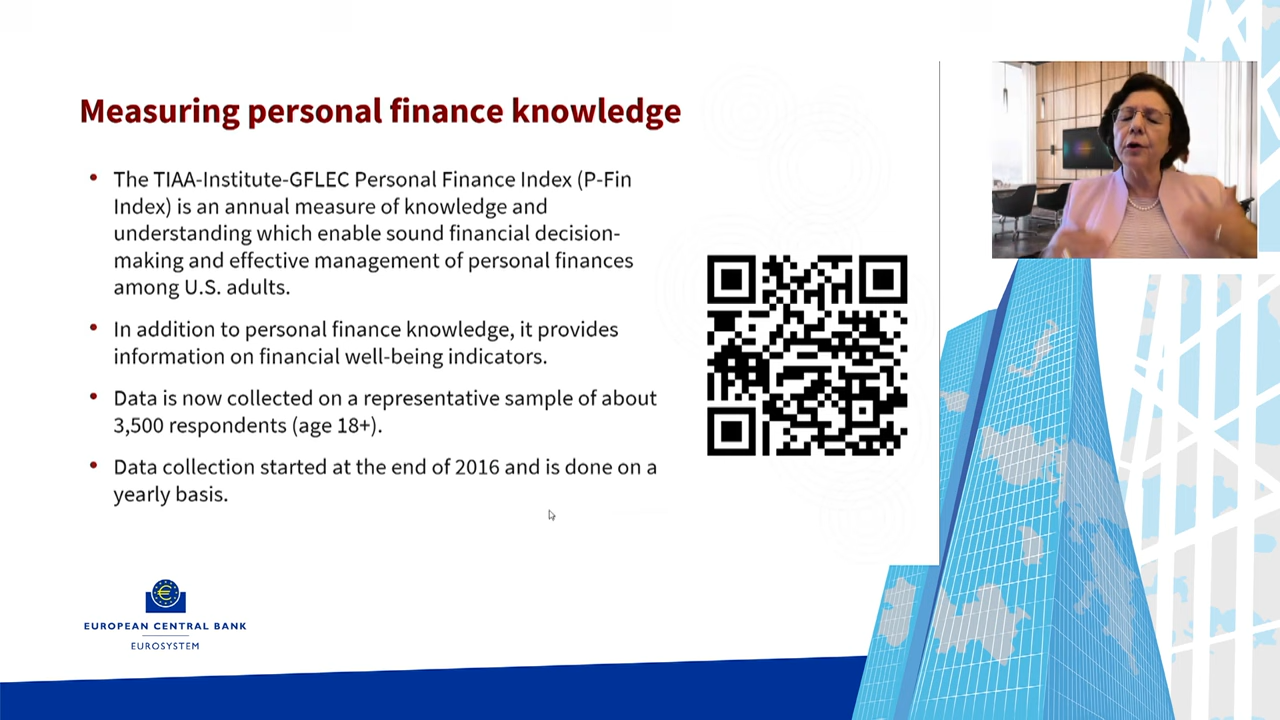 Measuring personal finance knowledge
• The TIAA-Institute-GFLEC Personal Finance Index (P-Fin
Index) is an annual measure of knowledge and
understanding which enable sound financial decision-
making and effective management of personal finances
among U.S. adults.
• In addition to personal finance knowledge, it provides
information on financial well-being indicators.
• Data is now collected on a representative sample of about
3,500 respondents (age 18+).
• Data collection started at the end of 2016 and is done on a
yearly basis.
EUROPEAN CENTRAL BANK
EUROSYSTEM